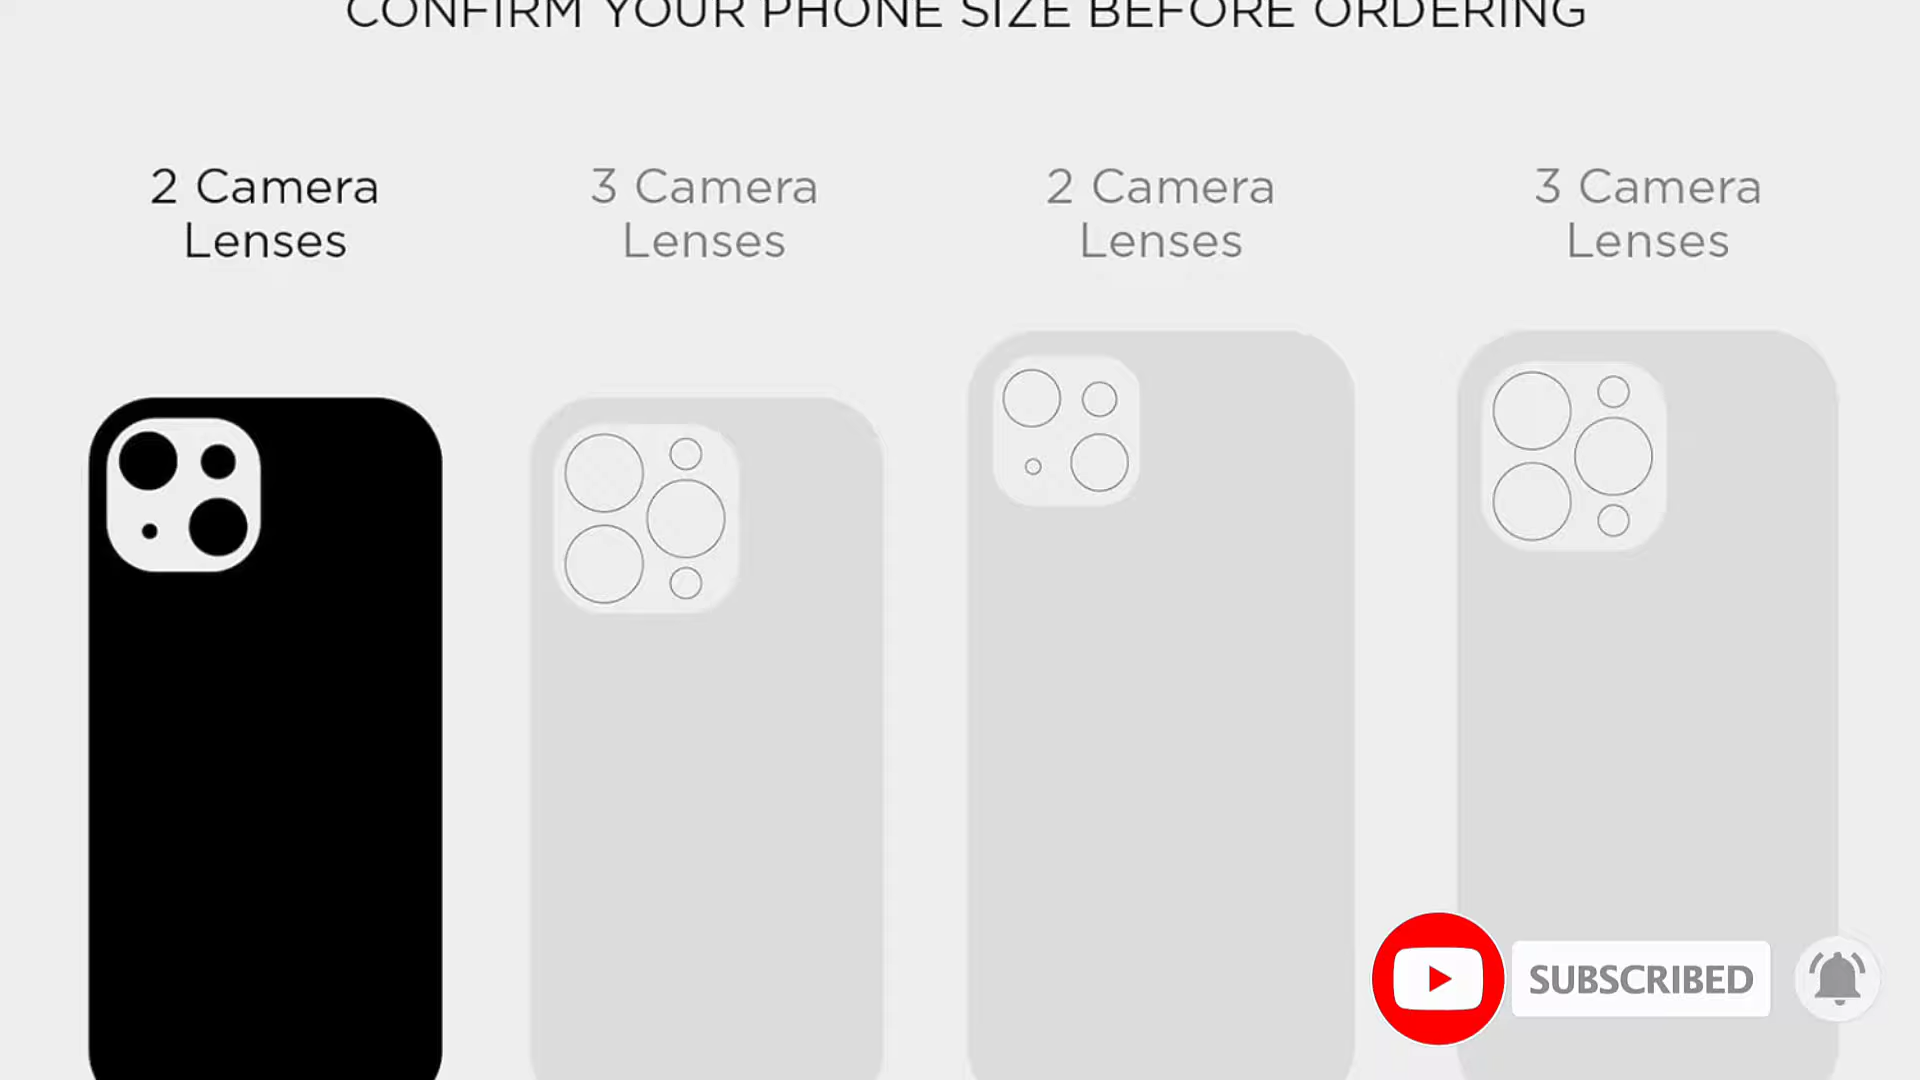 CONFIRM YOUR PHONE SIZE BEFORE ORDERING
2 Camera
Lenses
3 Camera
Lenses
2 Camera
Lenses
3 Camera
Lenses
SUBSCRIBED